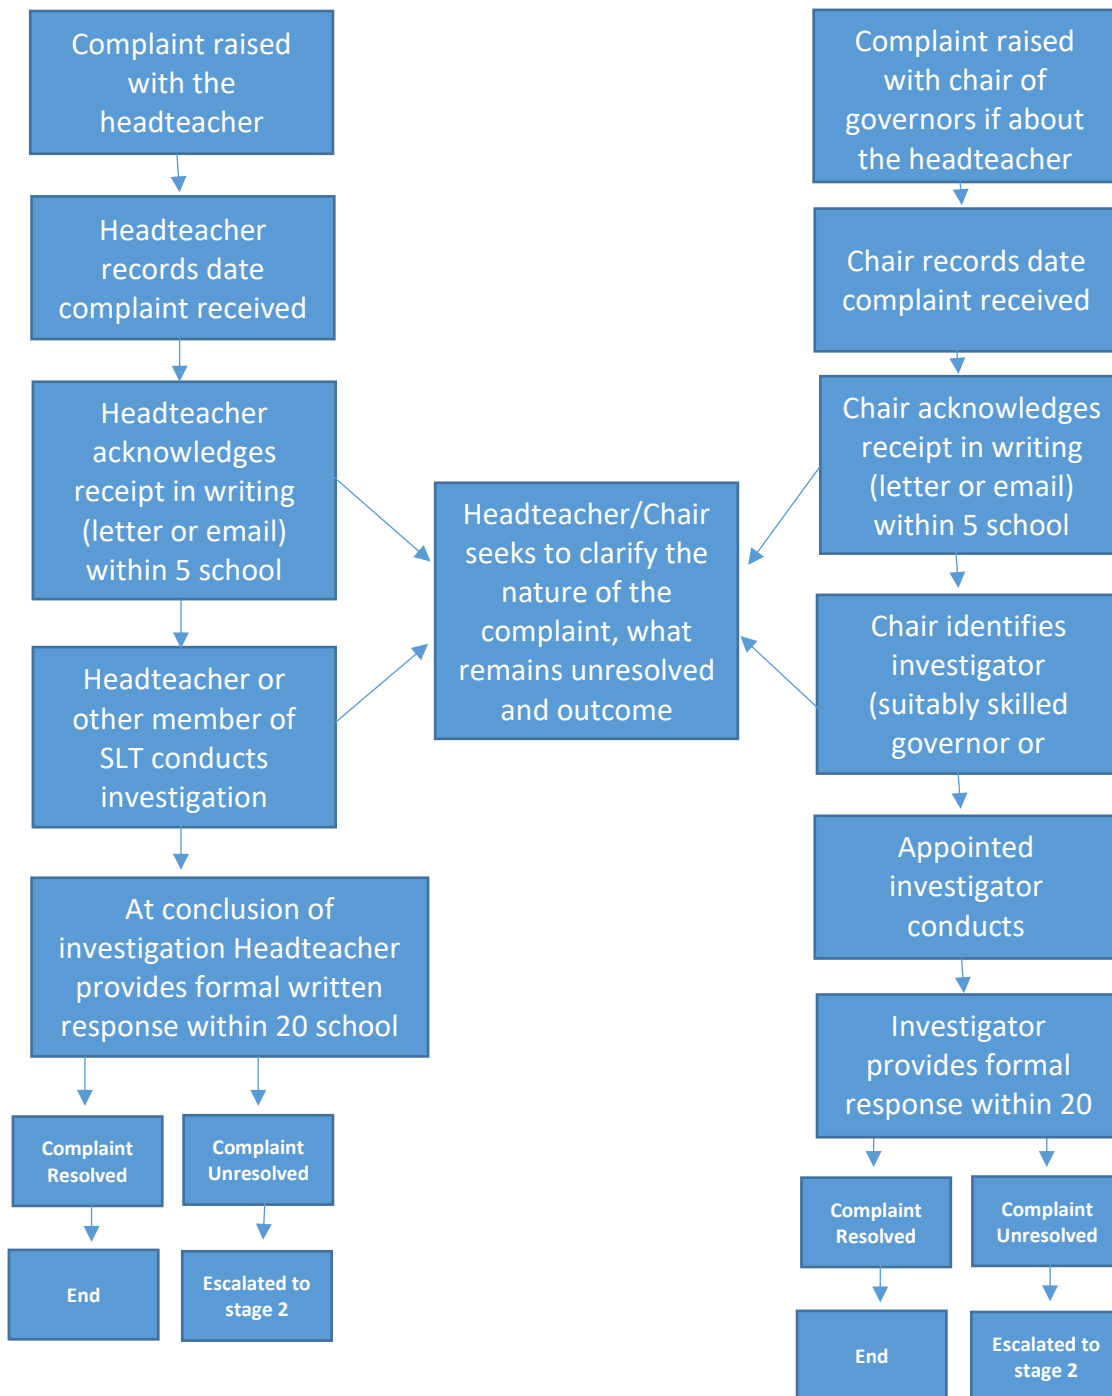 Complaint raised
with the
headteacher
Headteacher
records date
complaint received
Headteacher
acknowledges
receipt in writing
(letter or email)
within 5 school
Headteacher or
other member of
SLT conducts
investigation
At conclusion of
investigation Headteacher
provides formal written
response within 20 school
Complaint
Resolved
Complaint
Unresolved
End
Escalated to
stage 2
Headteacher/Chair
seeks to clarify the
nature of the
complaint, what
remains unresolved
and outcome
Complaint raised
with chair of
governors if about
the headteacher
Chair records date
complaint received
Chair acknowledges
receipt in writing
(letter or email)
within 5 school
Chair identifies
investigator
(suitably skilled
governor or
Appointed
investigator
conducts
Investigator
provides formal
response within 20
Complaint
Resolved
Complaint
Unresolved
End
Escalated to
stage 2